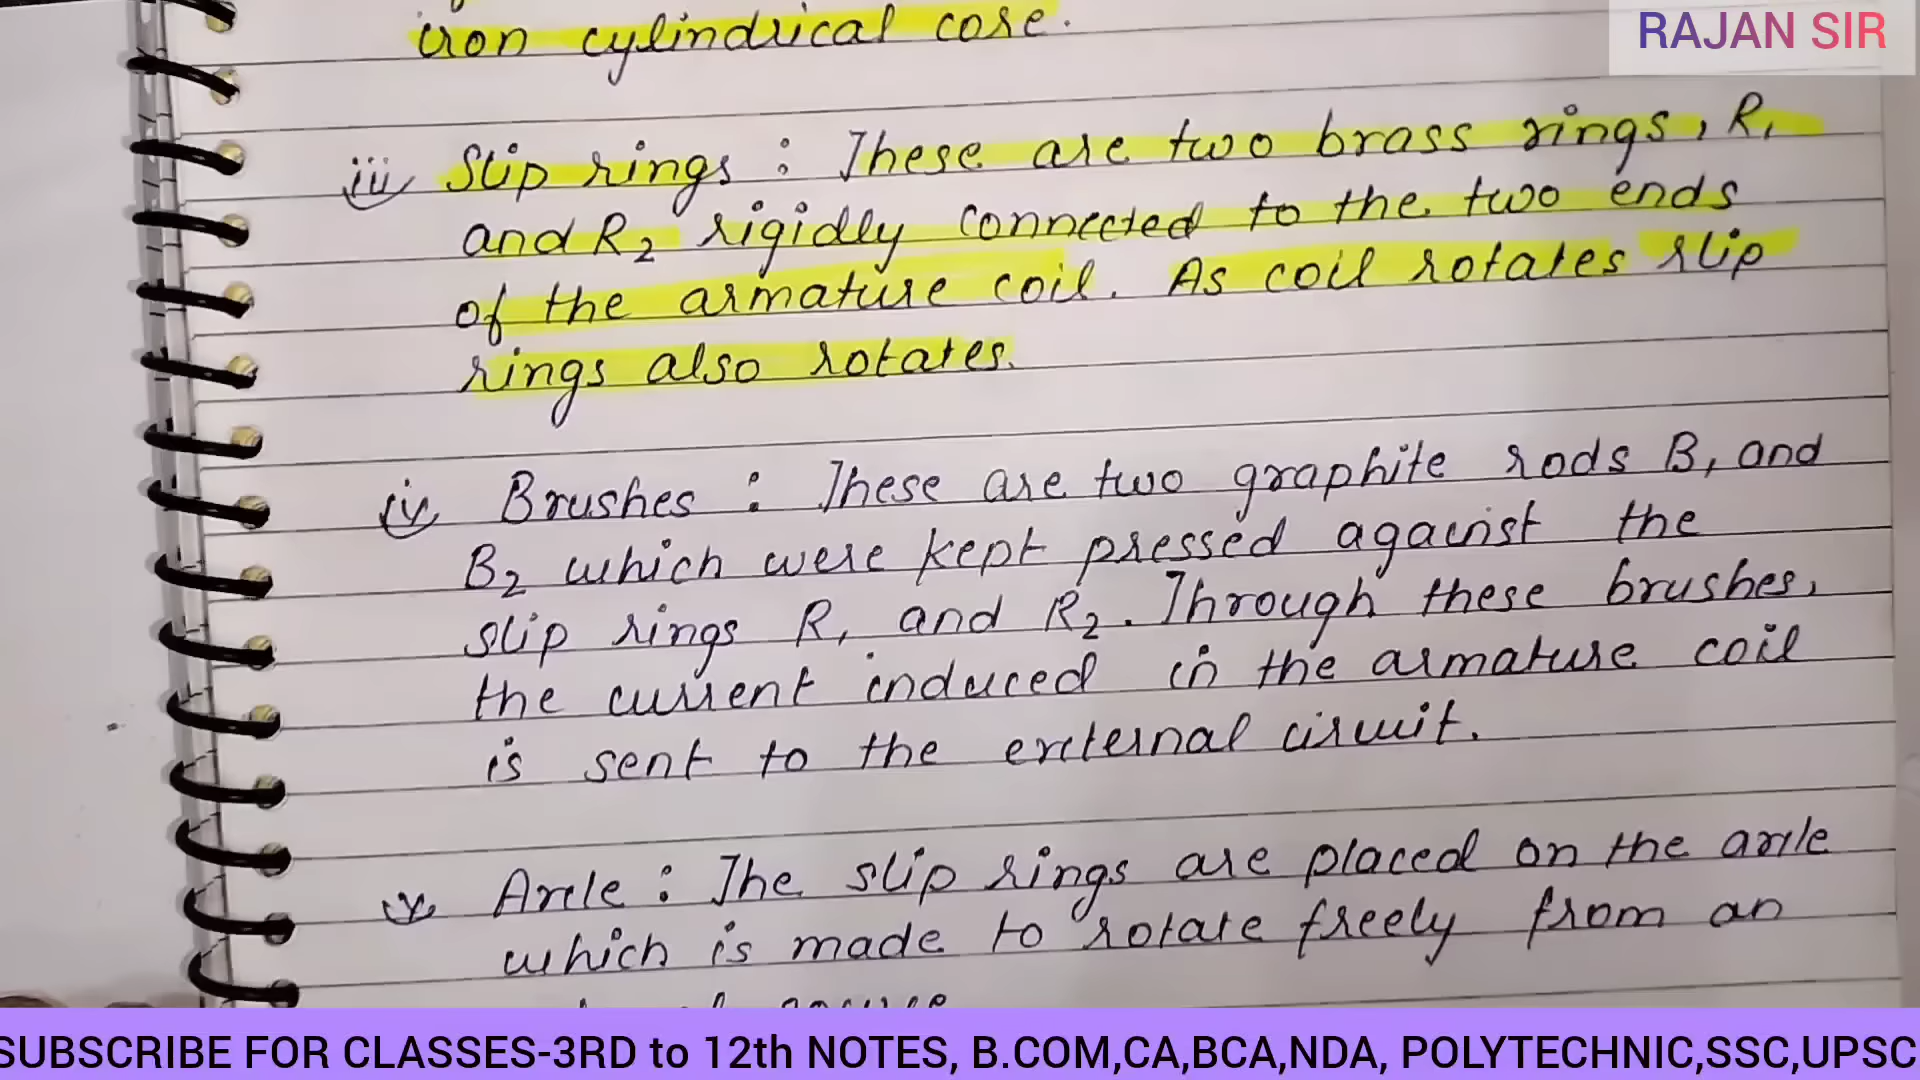 iron cylindrical core.
RAJAN SIR
iii) Slip rings : These are two brass rings, R1
and R2 rigidly connected to the two ends
of the armature coil. As coil rotates slip
rings also rotates.
iv) Brushes : These are two graphite rods B1 and
B2 which were kept pressed against the
slip rings R1 and R2. Through these brushes,
the current induced in the armature coil
is sent to the external circuit.
v) Axle : The slip rings are placed on the axle
which is made to rotate freely from an
SUBSCRIBE FOR CLASSES-3RD to 12th NOTES, B.COM,CA,BCA,NDA, POLYTECHNIC,SSC,UPSC